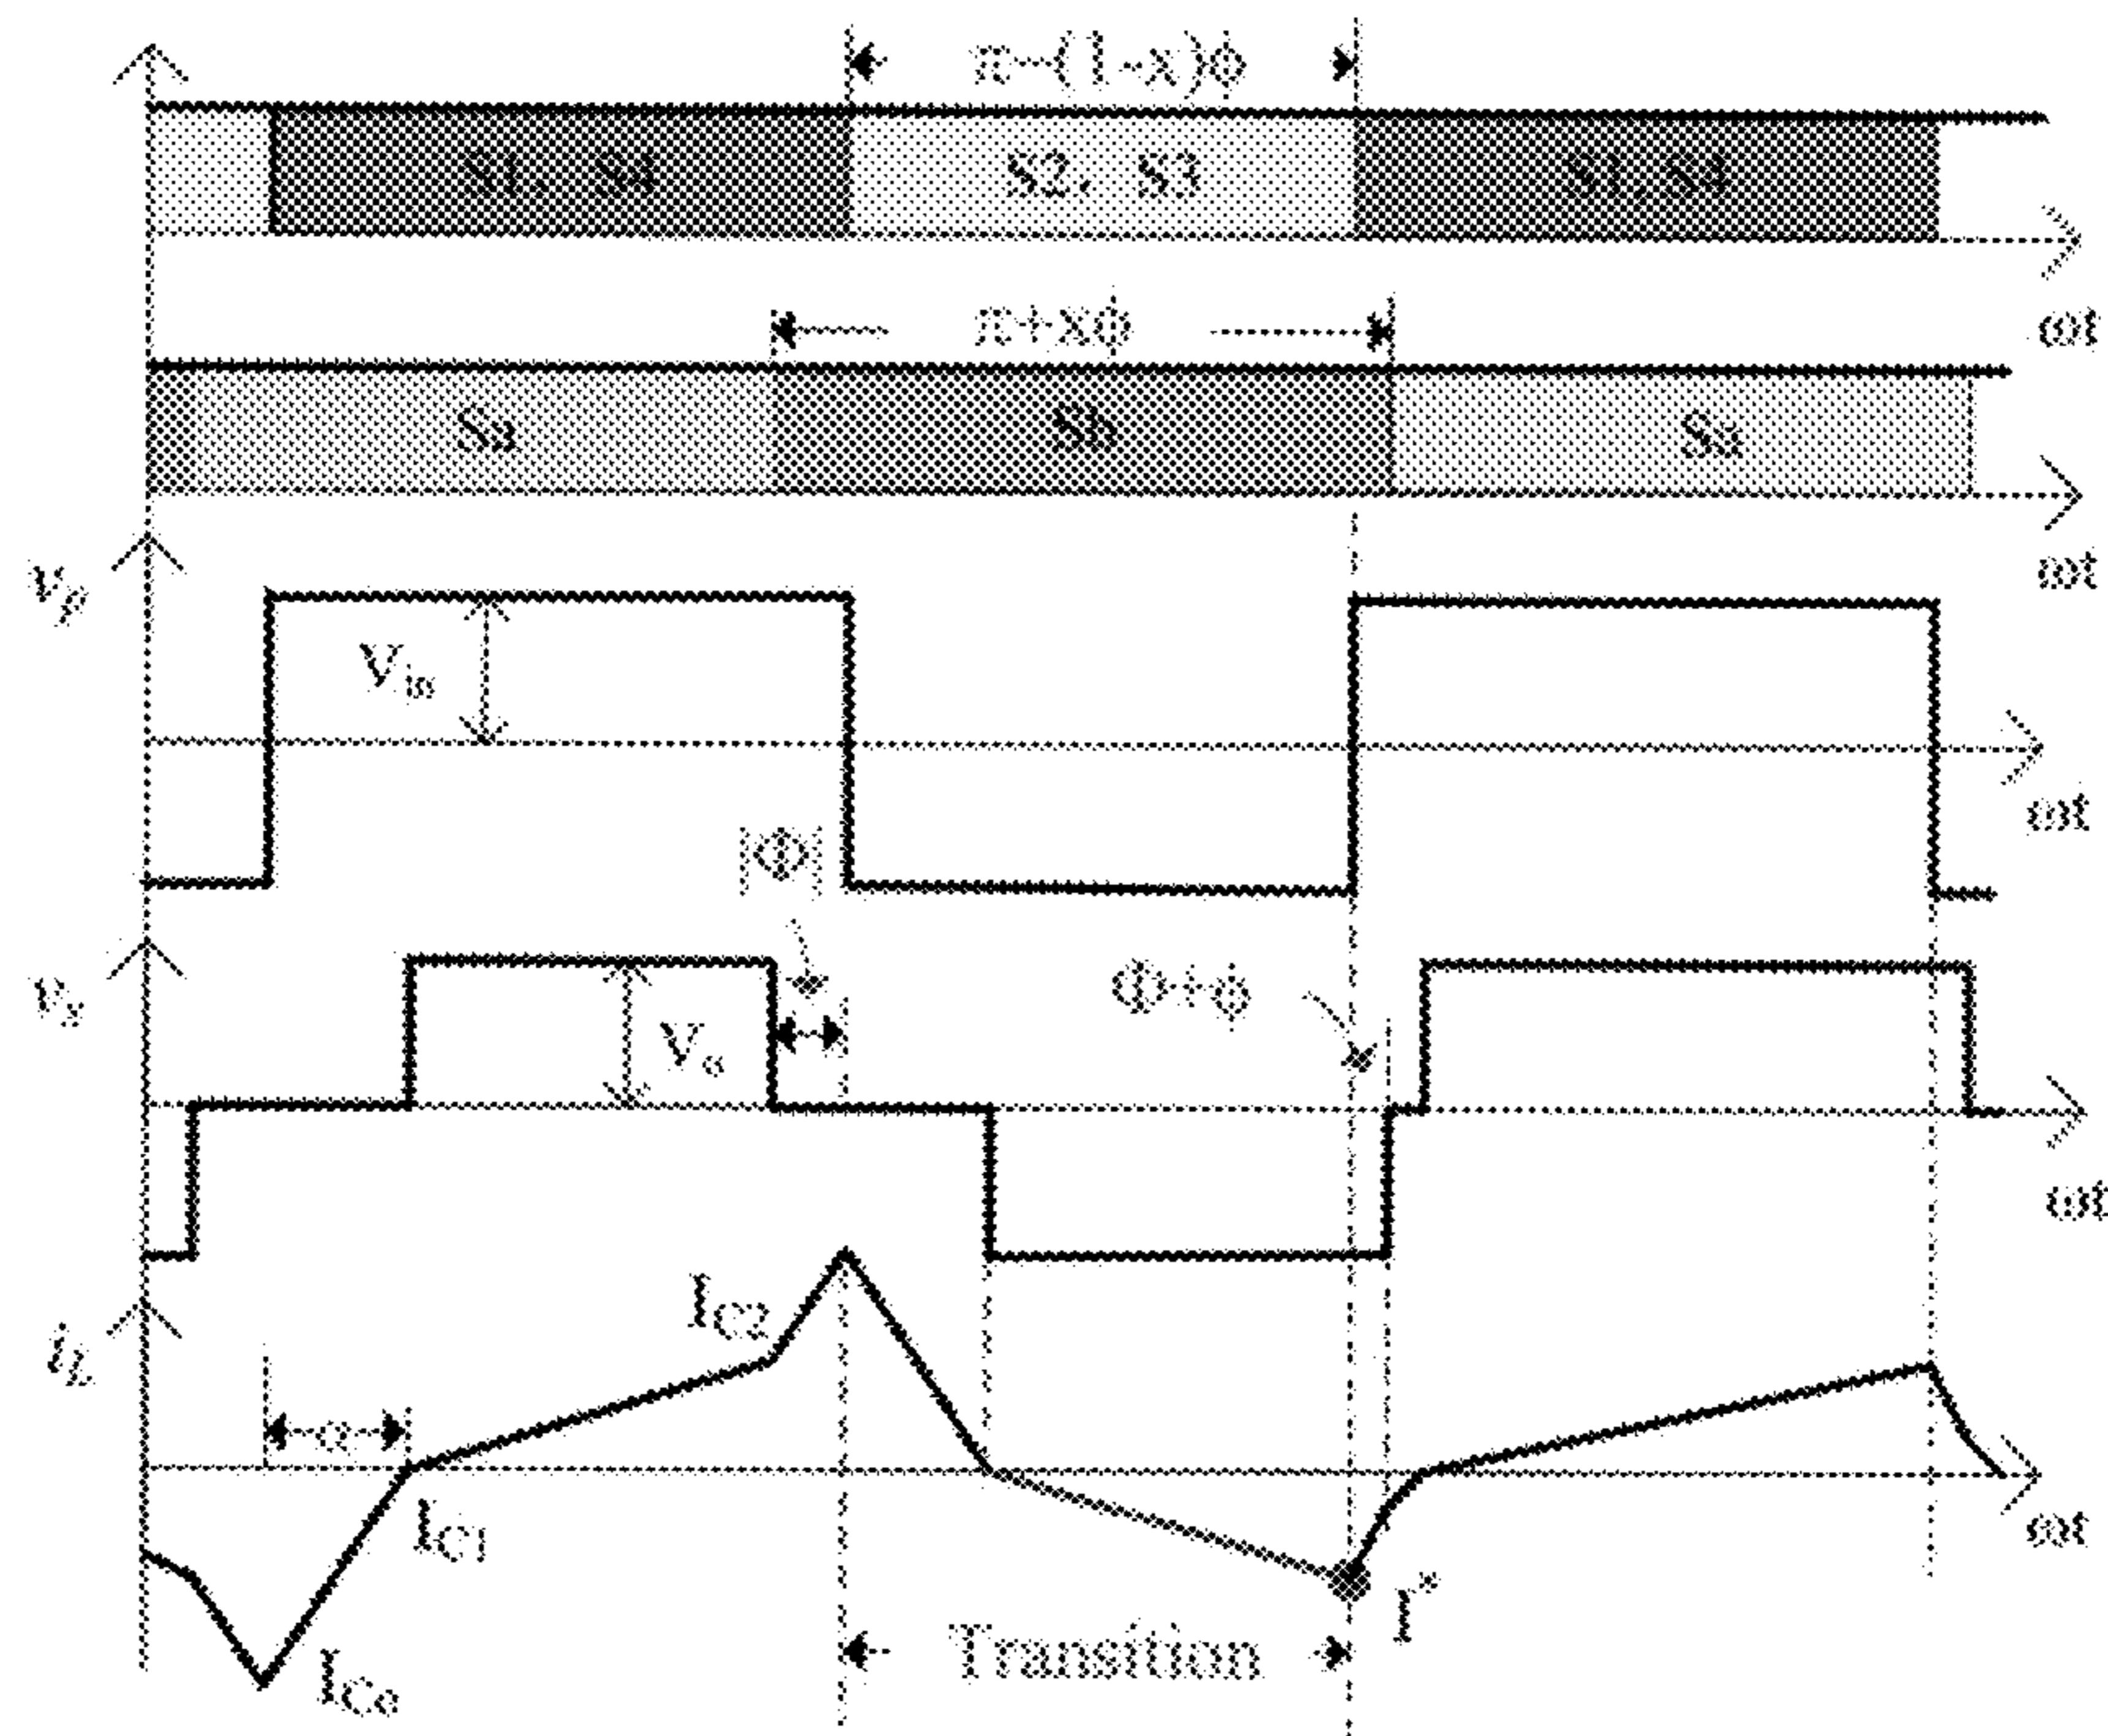 π-(1-x)ϕ
S1, S4
S2, S3
S1, S4
ωt
π+xϕ
Sa
Sb
Sa
ωt
vp
Vin
ωt
|Φ|
vs
Vo
Φ+ϕ
ωt
iL
IC2
α
IC1
ωt
I*
IC0
Transition